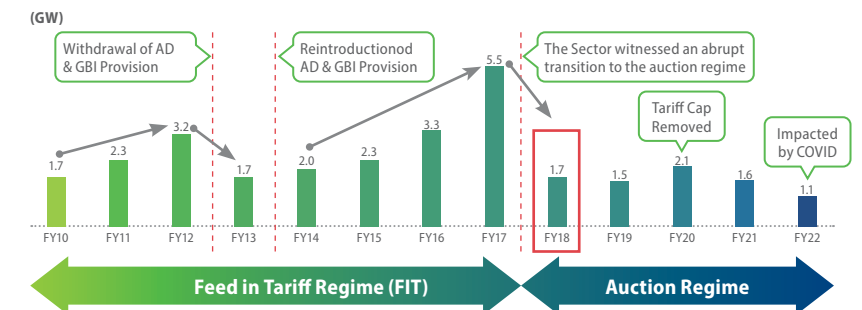 (GW)
Withdrawal of AD
& GBI Provision
Reintroductionod
AD & GBI Provision
The Sector witnessed an abrupt
transition to the auction regime
Tariff Cap
Removed
Impacted
by COVID
1.7
2.3
3.2
1.7
2.0
2.3
3.3
5.5
1.7
1.5
2.1
1.6
1.1
FY10
FY11
FY12
FY13
FY14
FY15
FY16
FY17
FY18
FY19
FY20
FY21
FY22
Feed in Tariff Regime (FIT)
Auction Regime